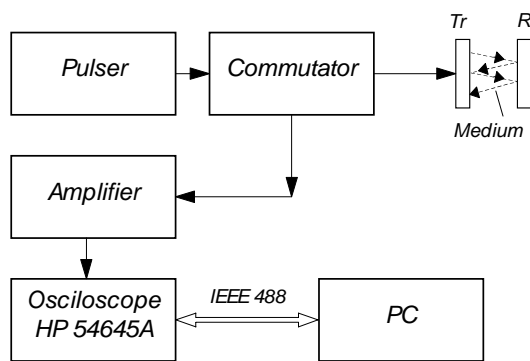 Tr
R
Pulser
Commutator
Medium
Amplifier
Osciloscope
HP 54645A
IEEE 488
PC